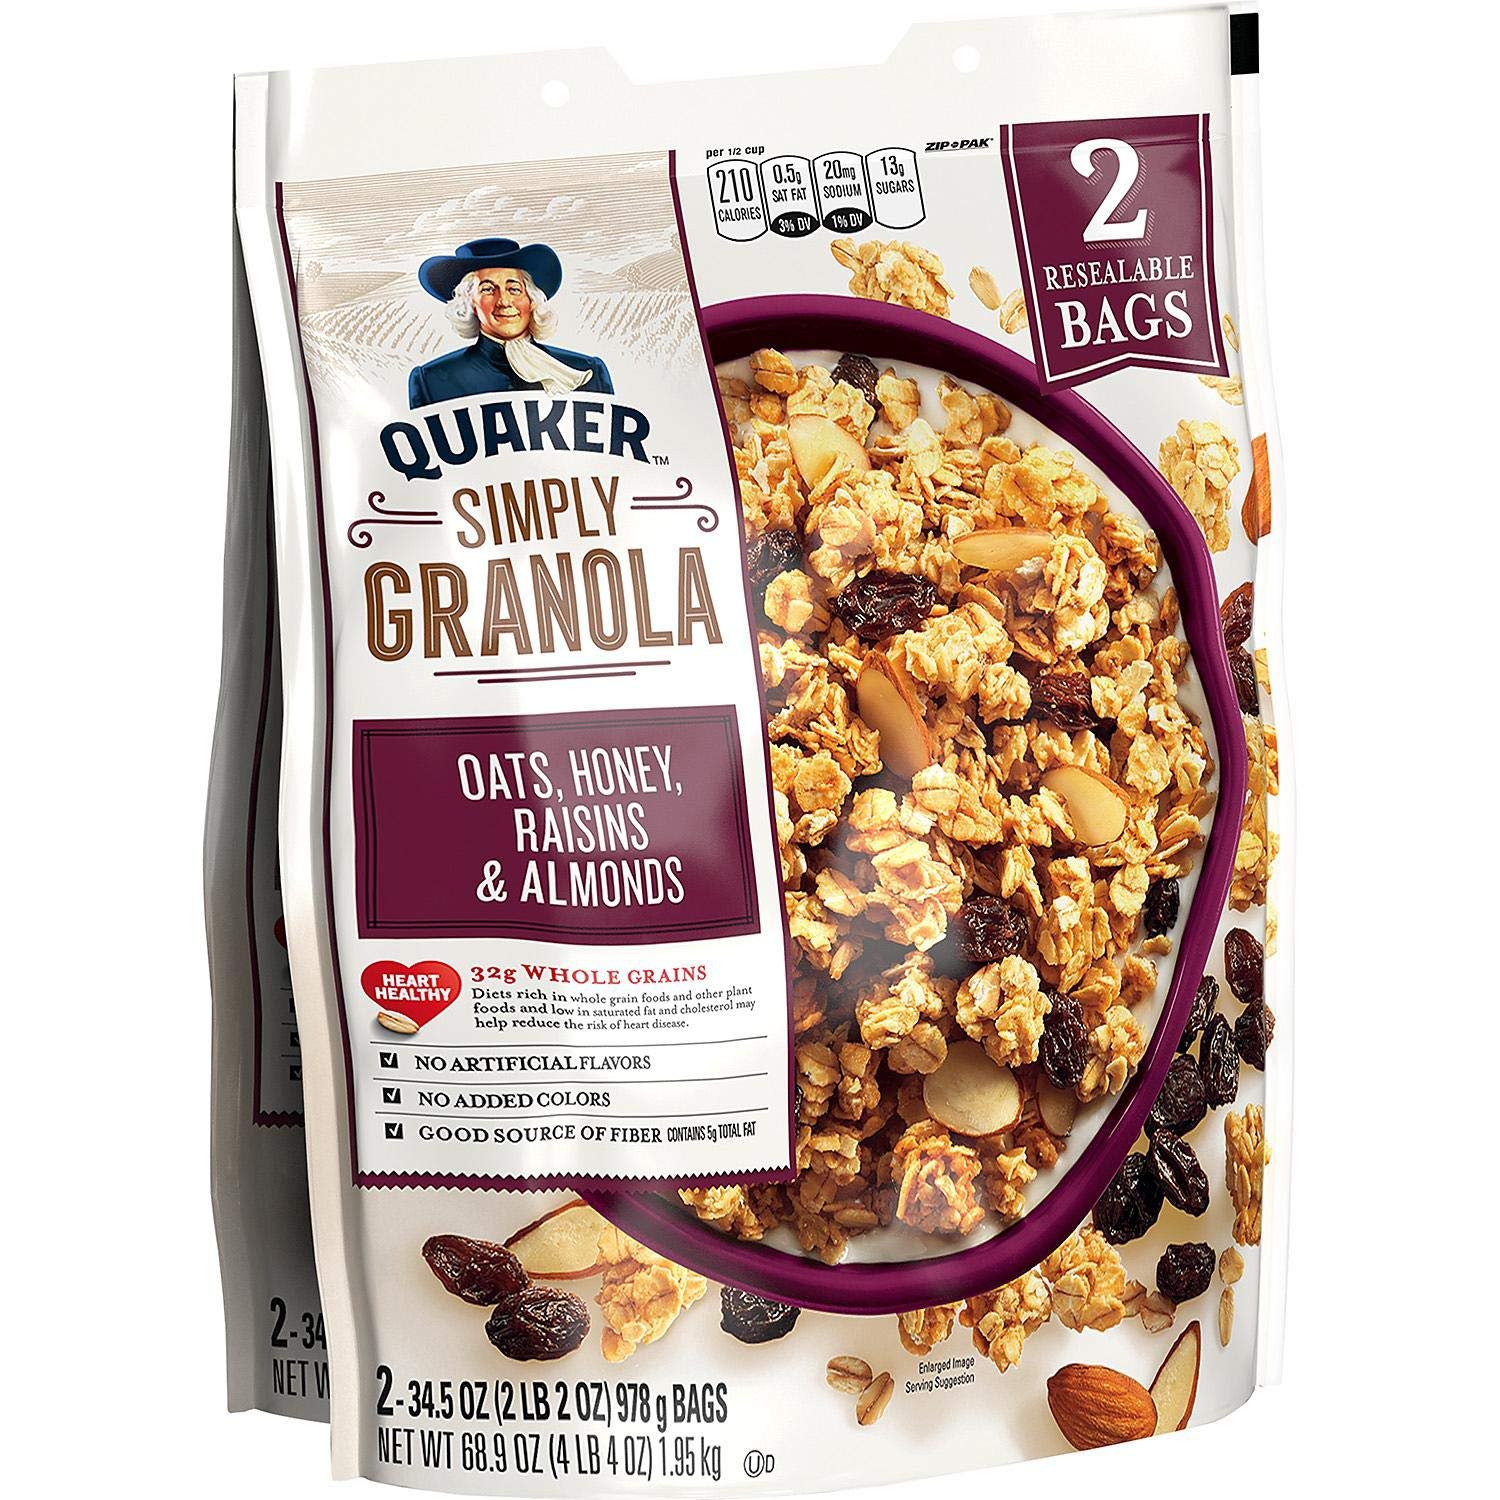 per 1/2 cup
210 CALORIES
0.5g SAT FAT 3% DV
20mg SODIUM 1% DV
13g SUGARS
ZIP-PAK
2
RESEALABLE
BAGS
QUAKER™
SIMPLY
GRANOLA
OATS, HONEY,
RAISINS
& ALMONDS
HEART
HEALTHY
32g WHOLE GRAINS
Diets rich in whole grain foods and other plant
foods and low in saturated fat and cholesterol may
help reduce the risk of heart disease.
NO ARTIFICIAL FLAVORS
NO ADDED COLORS
GOOD SOURCE OF FIBER CONTAINS 5g TOTAL FAT
Enlarged Image
Serving Suggestion
2-34.5 OZ (2 LB 2 OZ) 978 g BAGS
NET WT 68.9 OZ (4 LB 4 OZ) 1.95 kg
UD
2-34
NET W